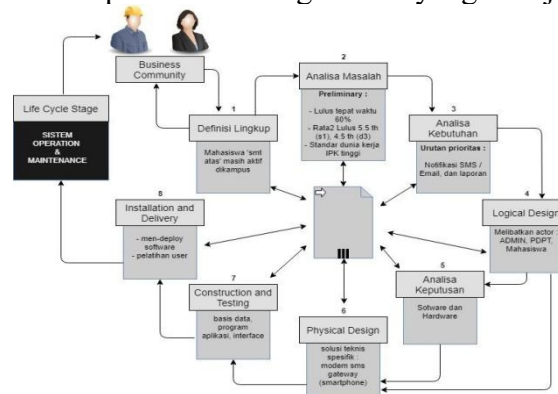 Business
Community
Life Cycle Stage
SISTEM
OPERATION
&
MAINTENANCE
1
Definisi Lingkup
Mahasiswa 'smt
atas' masih aktif
dikampus
2
Analisa Masalah
Preliminary :
- Lulus tepat waktu
60%
- Rata2 Lulus 5.5 th
(s1), 4.5 th (d3)
- Standar dunia kerja
IPK tinggi
3
Analisa
Kebutuhan
Urutan prioritas :
Notifikasi SMS /
Email, dan laporan
4
Logical Design
Melibatkan actor :
ADMIN, PDPT,
Mahasiswa
5
Analisa
Keputusan
Sotware dan
Hardware
6
Physical Design
solusi teknis
spesifik :
modem sms
gateway
(smartphone)
7
Construction and
Testing
basis data,
program
aplikasi, interface
8
Installation and
Delivery
- men-deploy
software
- pelatihan user